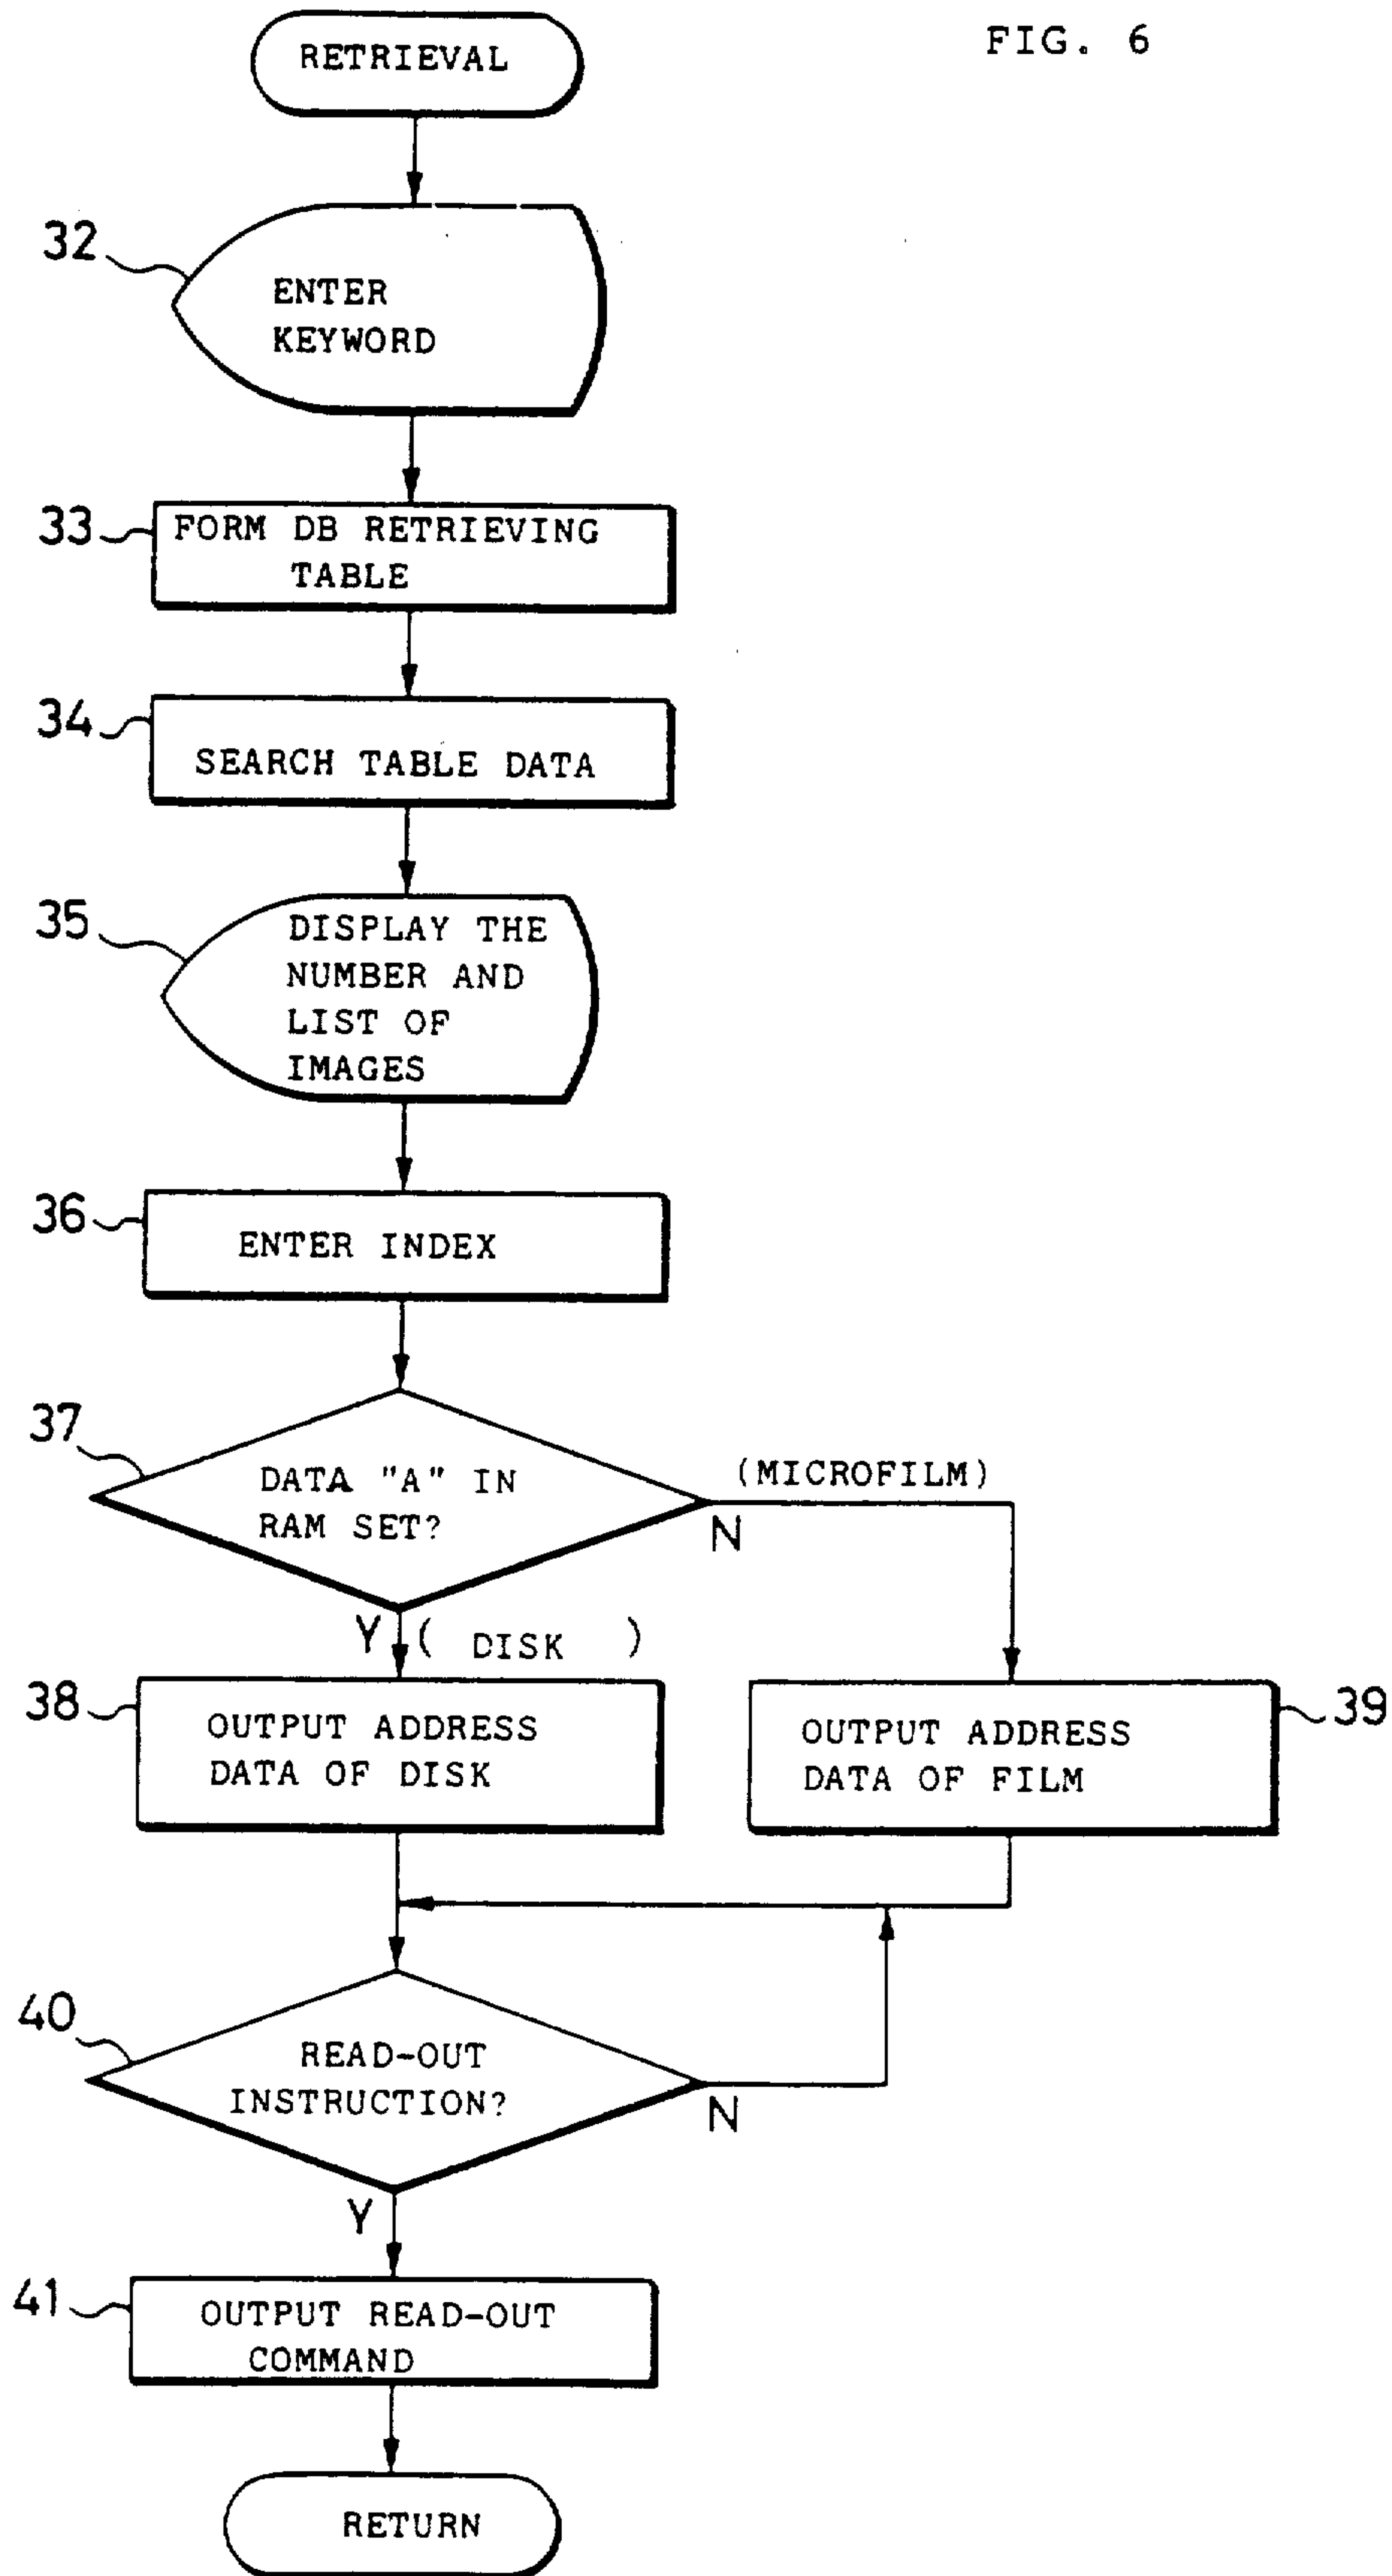 FIG. 6
RETRIEVAL
32
ENTER
KEYWORD
33
FORM DB RETRIEVING
TABLE
34
SEARCH TABLE DATA
35
DISPLAY THE
NUMBER AND
LIST OF
IMAGES
36
ENTER INDEX
37
DATA "A" IN
RAM SET?
(MICROFILM)
N
Y ( DISK )
38
OUTPUT ADDRESS
DATA OF DISK
OUTPUT ADDRESS
DATA OF FILM
39
40
READ-OUT
INSTRUCTION?
N
Y
41
OUTPUT READ-OUT
COMMAND
RETURN